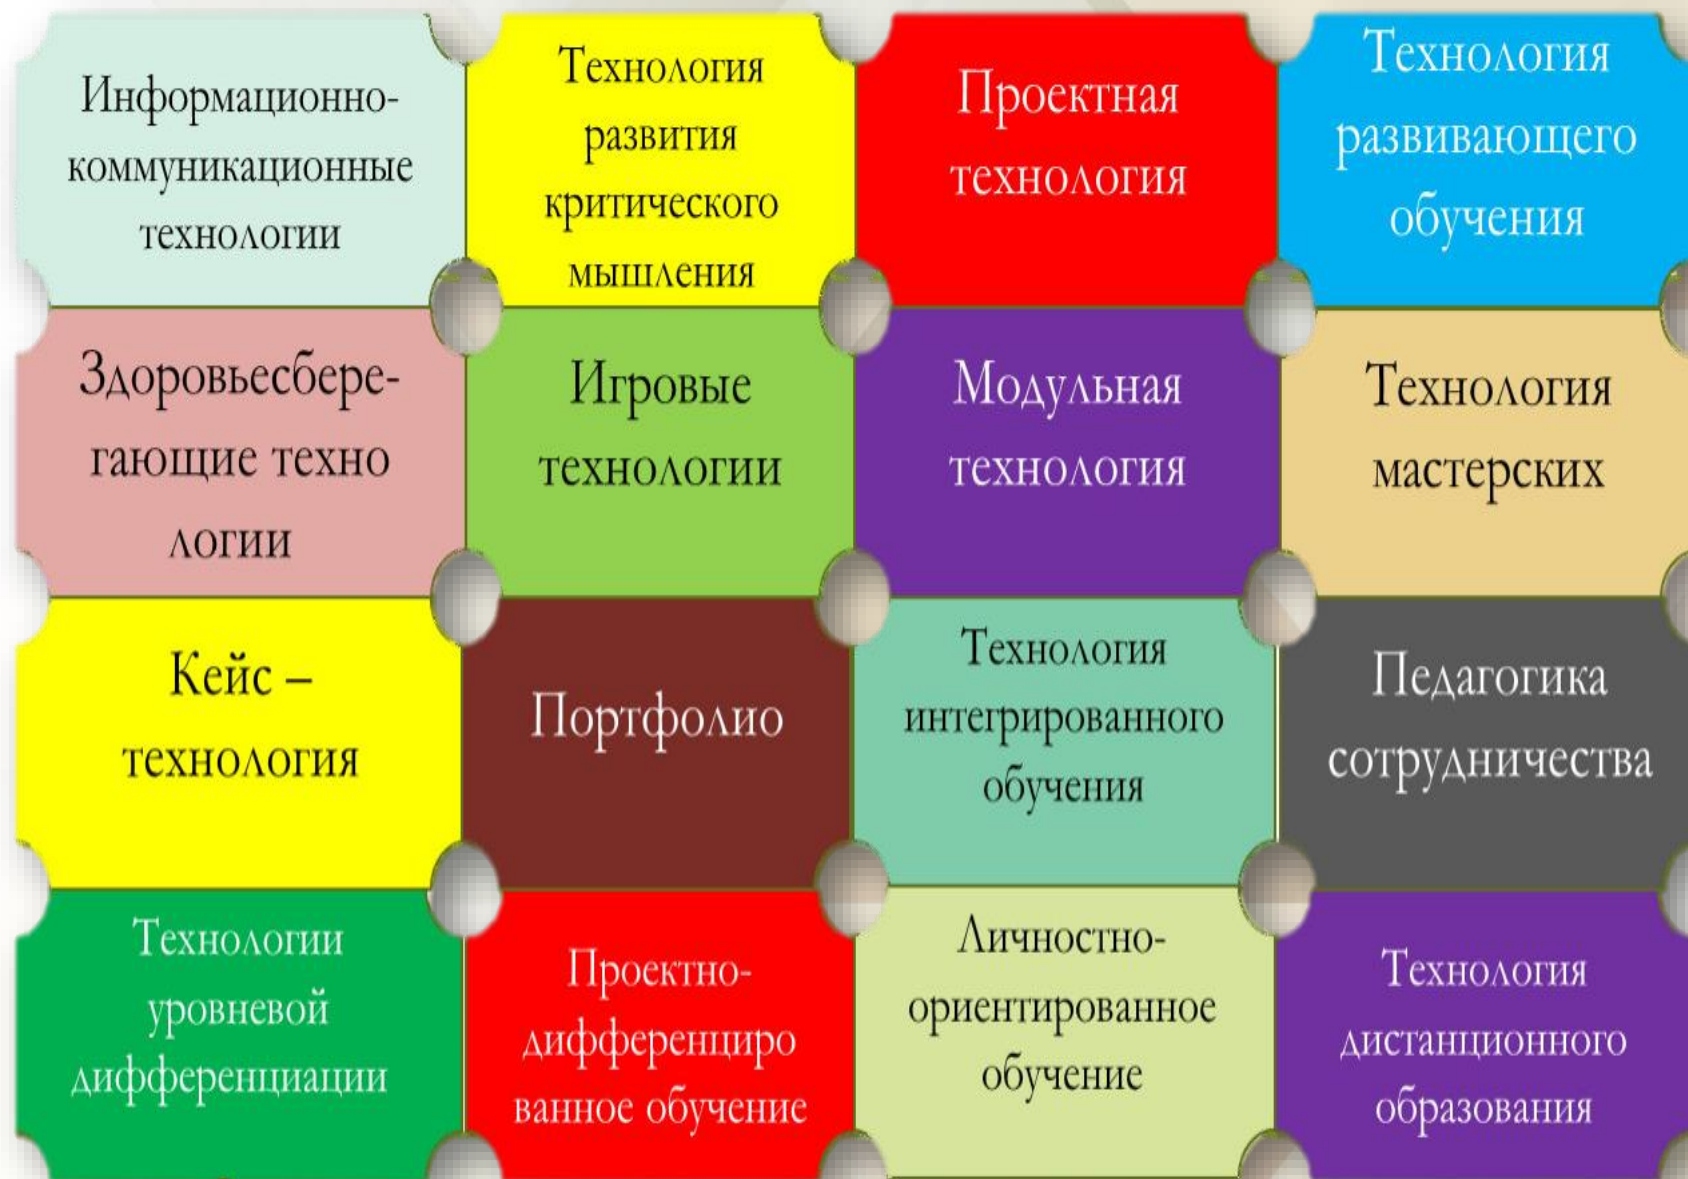 Информационно-
коммуникационные
технологии
Технология
развития
критического
мышления
Проектная
технология
Технология
развивающего
обучения
Здоровьесбере-
гающие техно
логии
Игровые
технологии
Модульная
технология
Технология
мастерских
Кейс –
технология
Портфолио
Технология
интегрированного
обучения
Педагогика
сотрудничества
Технологии
уровневой
дифференциации
Проектно-
дифференциро
ванное обучение
Личностно-
ориентированное
обучение
Технология
дистанционного
образования